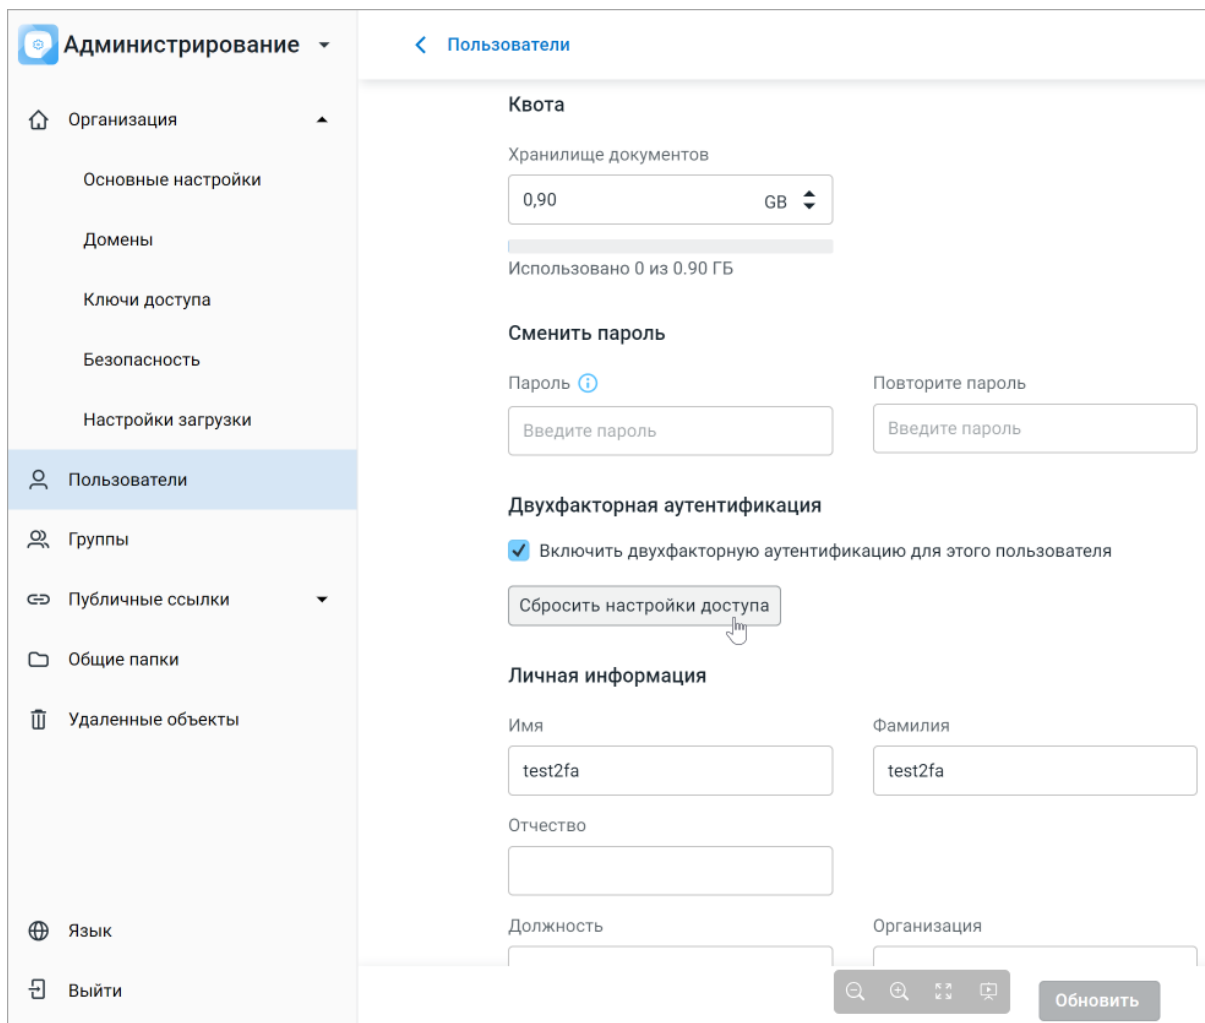 Администрирование
Организация
Основные настройки
Домены
Ключи доступа
Безопасность
Настройки загрузки
Пользователи
Группы
Публичные ссылки
Общие папки
Удаленные объекты
Язык
Выйти
Пользователи
Квота
Хранилище документов
0,90 GB
Использовано 0 из 0.90 ГБ
Сменить пароль
Пароль Повторите пароль
Введите пароль Введите пароль
Двухфакторная аутентификация
Включить двухфакторную аутентификацию для этого пользователя
Сбросить настройки доступа
Личная информация
Имя Фамилия
test2fa test2fa
Отчество
Должность Организация
Обновить